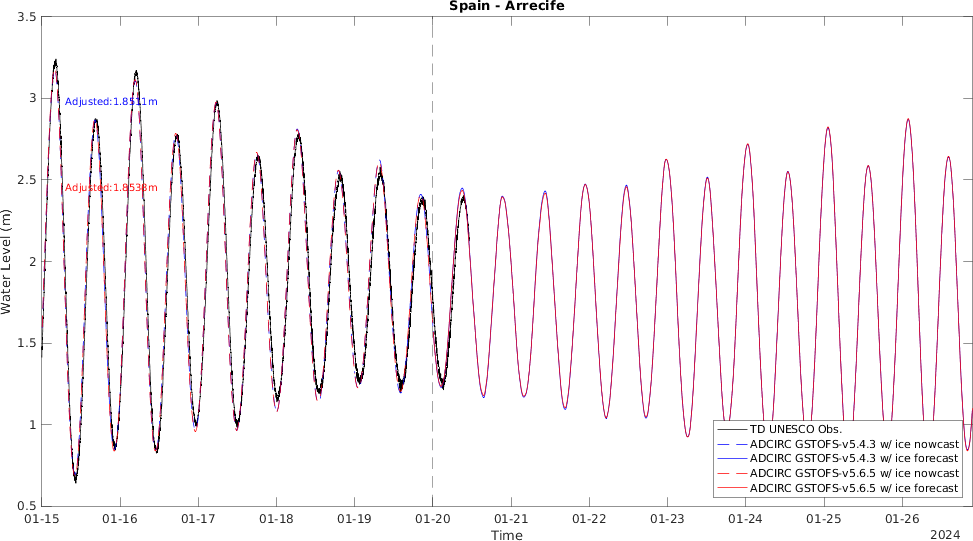 Spain - Arrecife
3.5
3
2.5
2
1.5
1
0.5
Water Level (m)
Adjusted:1.8511m
Adjusted:1.8538m
TD UNESCO Obs.
ADCIRC GSTOFS-v5.4.3 w/ ice nowcast
ADCIRC GSTOFS-v5.4.3 w/ ice forecast
ADCIRC GSTOFS-v5.6.5 w/ ice nowcast
ADCIRC GSTOFS-v5.6.5 w/ ice forecast
01-15 01-16 01-17 01-18 01-19 01-20 01-21 01-22 01-23 01-24 01-25 01-26
Time
2024